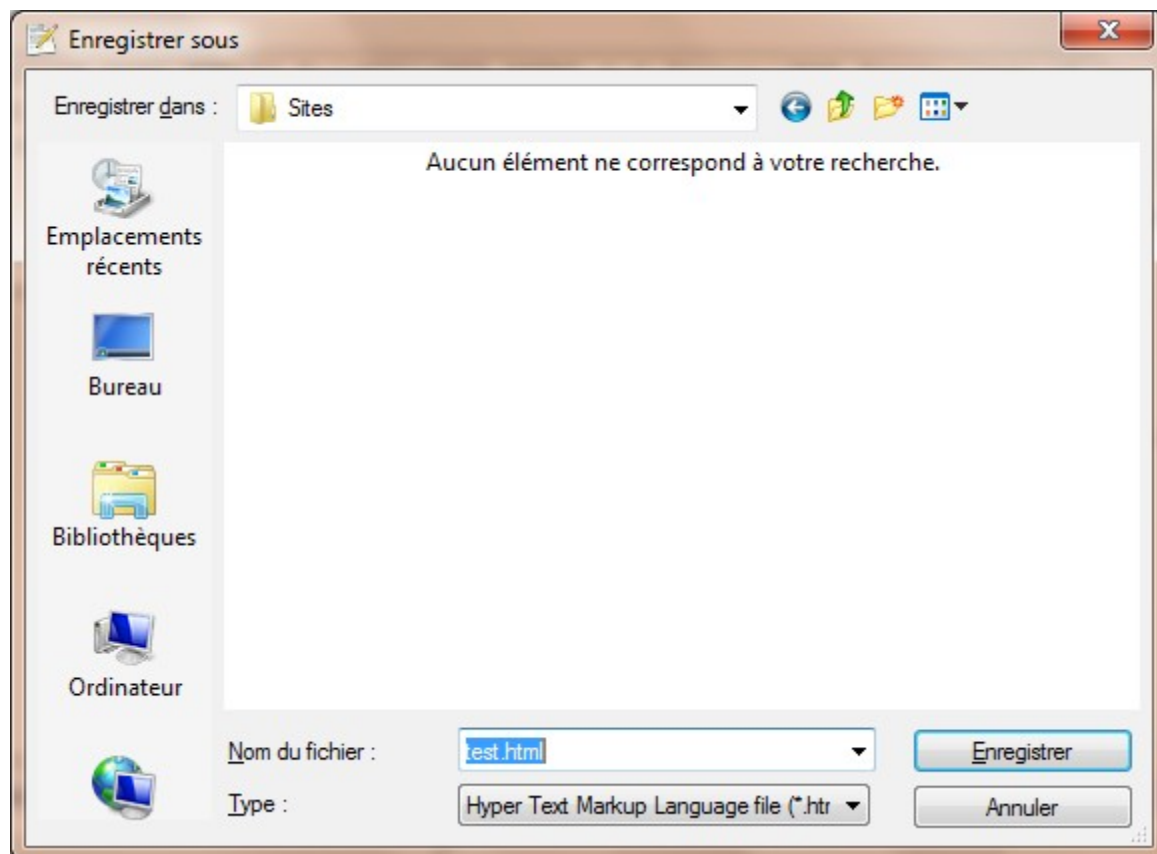 Enregistrer sous
Enregistrer dans :
Sites
Aucun élément ne correspond à votre recherche.
Emplacements
récents
Bureau
Bibliothèques
Ordinateur
Nom du fichier :
test.html
Enregistrer
Type :
Hyper Text Markup Language file (*.htr
Annuler